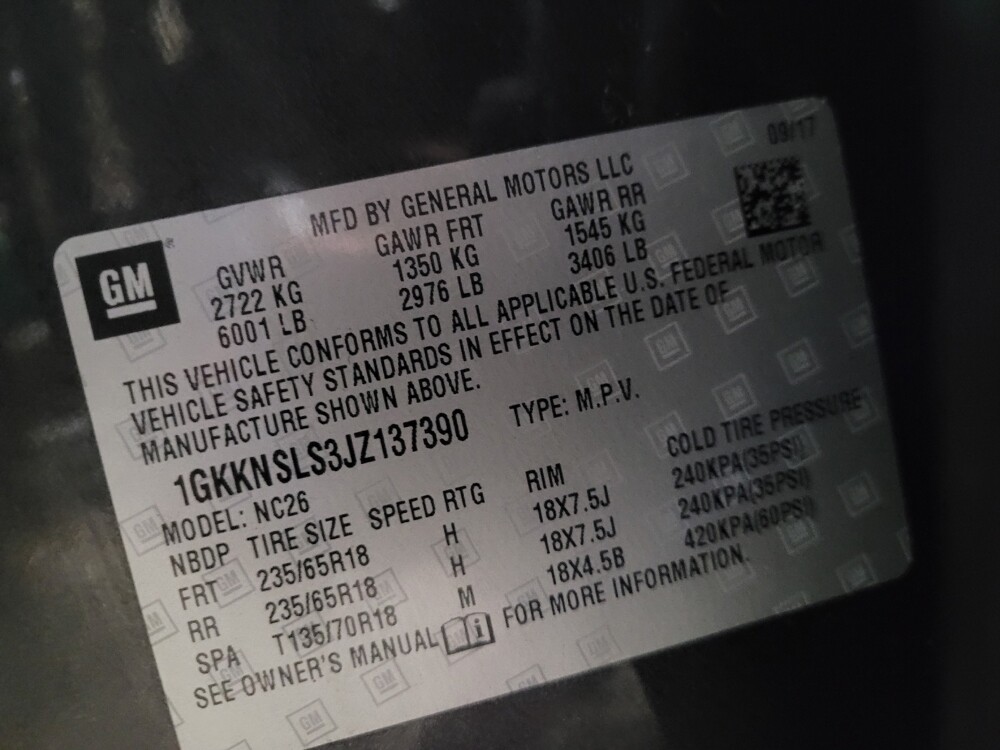 09/17
GM
MFD BY GENERAL MOTORS LLC
GVWR GAWR FRT GAWR RR
2722 KG 1350 KG 1545 KG
6001 LB 2976 LB 3406 LB
THIS VEHICLE CONFORMS TO ALL APPLICABLE U.S. FEDERAL MOTOR
VEHICLE SAFETY STANDARDS IN EFFECT ON THE DATE OF
MANUFACTURE SHOWN ABOVE.
1GKKNSLS3JZ137390 TYPE: M.P.V.
MODEL: NC26
NBDP TIRE SIZE SPEED RTG RIM COLD TIRE PRESSURE
FRT 235/65R18 H 18X7.5J 240KPA(35PSI)
RR 235/65R18 H 18X7.5J 240KPA(35PSI)
SPA T135/70R18 M 18X4.5B 420KPA(60PSI)
SEE OWNER'S MANUAL i FOR MORE INFORMATION.